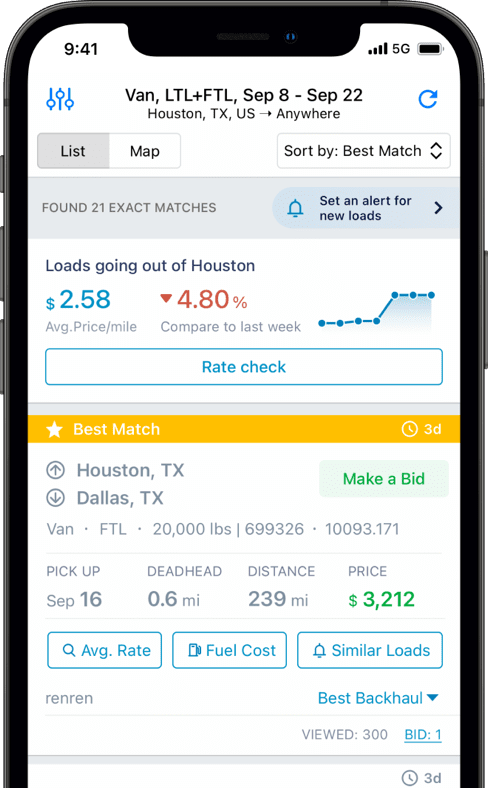 9:41
5G
Van, LTL+FTL, Sep 8 - Sep 22
Houston, TX, US ➝ Anywhere
List
Map
Sort by: Best Match
FOUND 21 EXACT MATCHES
Set an alert for
new loads
Loads going out of Houston
$ 2.58
4.80%
Avg.Price/mile
Compare to last week
Rate check
Best Match
3d
Houston, TX
Dallas, TX
Make a Bid
Van · FTL · 20,000 lbs | 699326 · 10093.171
PICK UP DEADHEAD DISTANCE PRICE
Sep 16 0.6 mi 239 mi $ 3,212
Avg. Rate
Fuel Cost
Similar Loads
renren
Best Backhaul
VIEWED: 300 BID: 1
3d